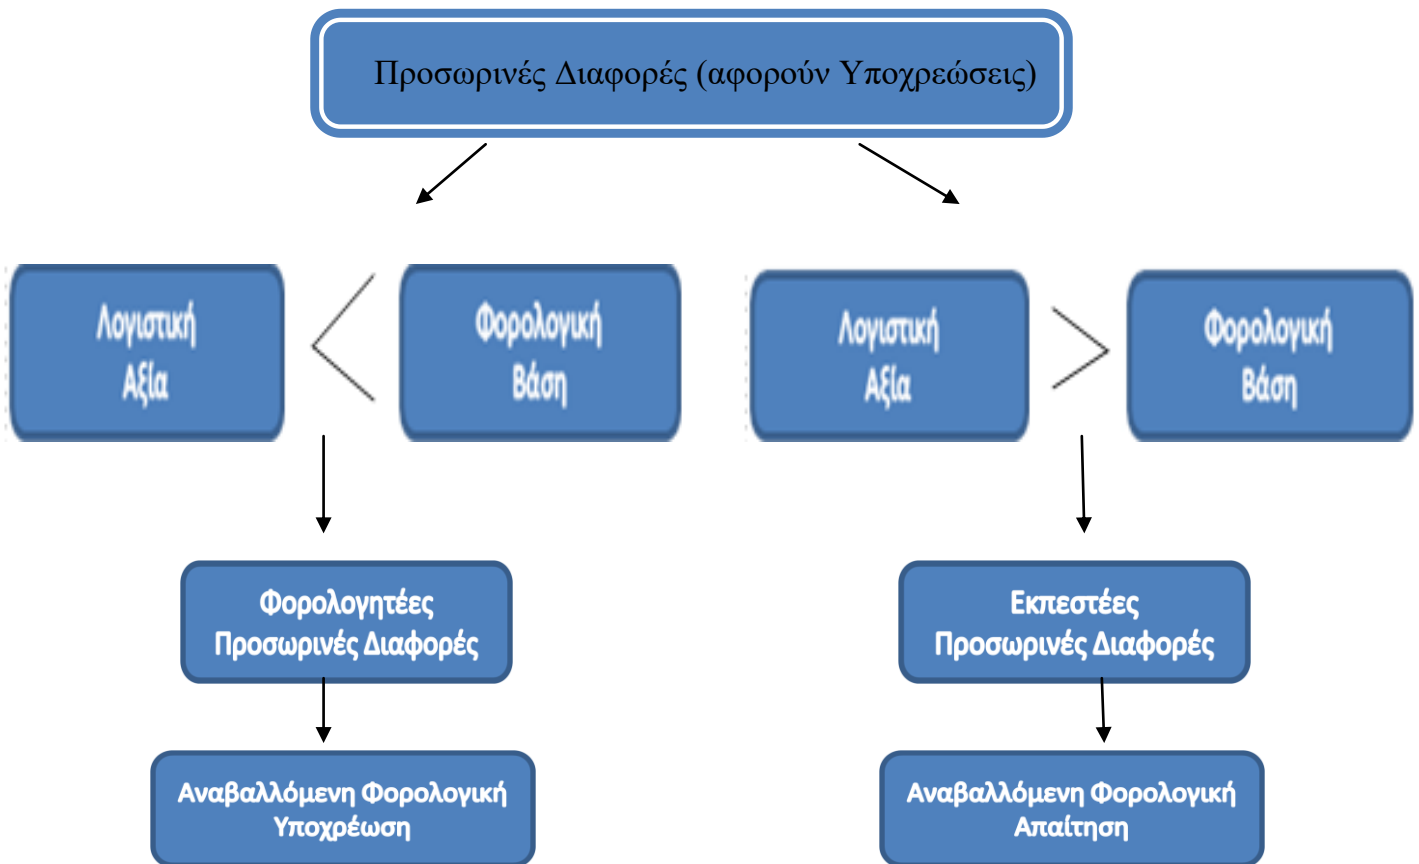 Προσωρινές Διαφορές (αφορούν Υποχρεώσεις)
Λογιστική
Αξία
Φορολογική
Βάση
Λογιστική
Αξία
Φορολογική
Βάση
Φορολογητέες
Προσωρινές Διαφορές
Εκπεστέες
Προσωρινές Διαφορές
Αναβαλλόμενη Φορολογική
Υποχρέωση
Αναβαλλόμενη Φορολογική
Απαίτηση